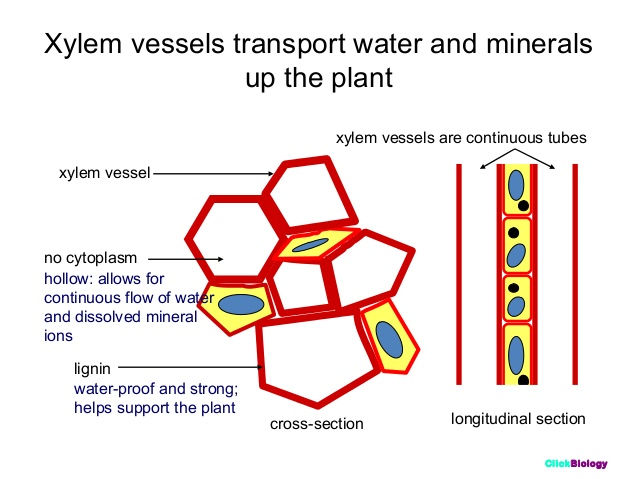 Xylem vessels transport water and minerals
up the plant
xylem vessels are continuous tubes
xylem vessel
no cytoplasm
hollow: allows for
continuous flow of water
and dissolved mineral
ions
lignin
water-proof and strong;
helps support the plant
cross-section
longitudinal section
ClickBiology